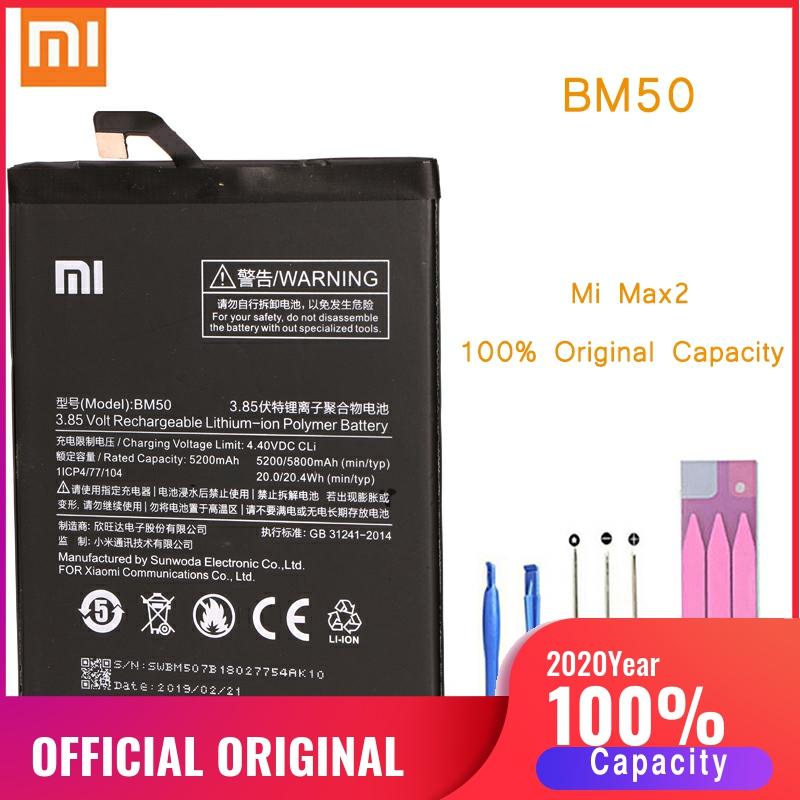 mi
BM50
mi
警告/WARNING
请勿自行拆卸电池，以免发生危险
For your safety, do not disassemble
the battery with out specialized tools.
Mi Max2
100% Original Capacity
型号(Model):BM50 3.85伏特锂离子聚合物电池
3.85 Volt Rechargeable Lithium-ion Polymer Battery
充电限制电压 / Charging Voltage Limit: 4.40VDC CLi
额定容量 / Rated Capacity: 5200mAh 5200/5800mAh (min/typ)
1ICP4/77/104 20.0/20.4Wh (min/typ)
请使用指定充电器 | 电池浸水后禁止使用 | 禁止拆解电池 若出现膨胀或
变形, 请勿继续使用 | 勿将电池置于高温区 | 请不要满电或无电长期存放电池
制造商：欣旺达电子股份有限公司 执行标准: GB 31241-2014
监 制：小米通讯技术有限公司
Manufactured by Sunwoda Electronic Co.,Ltd.
FOR Xiaomi Communications Co., Ltd.
5
CE
LI-ION
S/N:SWBM507B18027754AK10
Date:2019/02/21
2020Year
100%
Capacity
OFFICIAL ORIGINAL